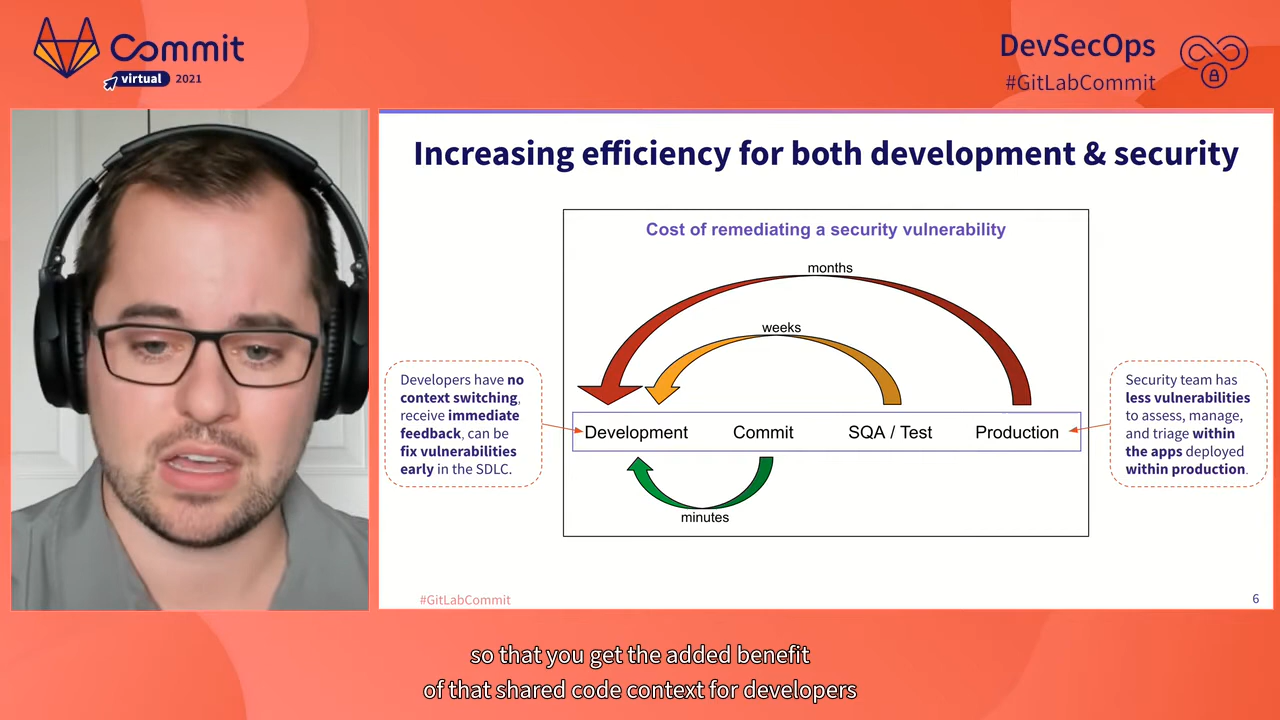 Commit
virtual 2021
DevSecOps
#GitLabCommit
Increasing efficiency for both development & security
Cost of remediating a security vulnerability
months
weeks
Developers have no
context switching,
receive immediate
feedback, can be
fix vulnerabilities
early in the SDLC.
Development Commit SQA / Test Production
Security team has
less vulnerabilities
to assess, manage,
and triage within
the apps deployed
within production.
minutes
#GitLabCommit
6
so that you get the added benefit
of that shared code context for developers